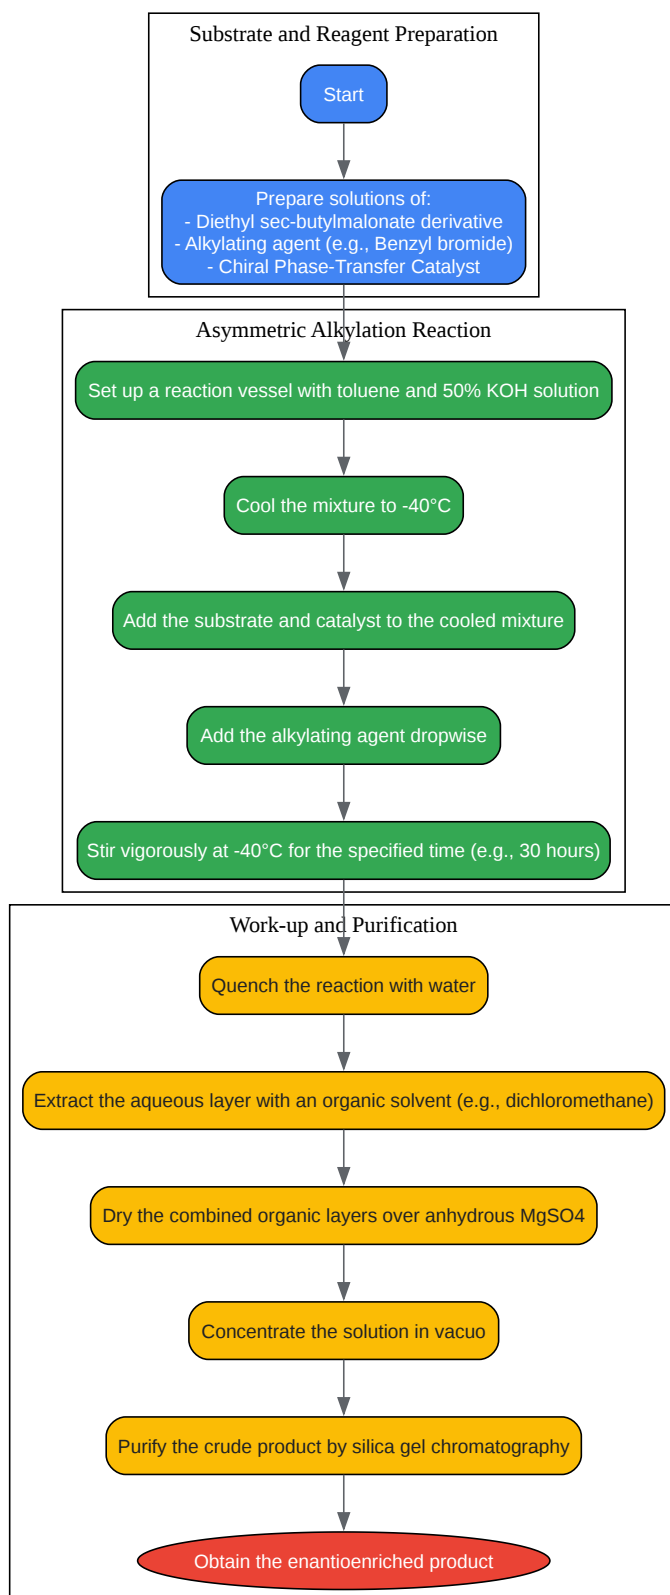 Substrate and Reagent Preparation
Start
Prepare solutions of:
- Diethyl sec-butylmalonate derivative
- Alkylating agent (e.g., Benzyl bromide)
- Chiral Phase-Transfer Catalyst
Asymmetric Alkylation Reaction
Set up a reaction vessel with toluene and 50% KOH solution
Cool the mixture to -40°C
Add the substrate and catalyst to the cooled mixture
Add the alkylating agent dropwise
Stir vigorously at -40°C for the specified time (e.g., 30 hours)
Work-up and Purification
Quench the reaction with water
Extract the aqueous layer with an organic solvent (e.g., dichloromethane)
Dry the combined organic layers over anhydrous MgSO4
Concentrate the solution in vacuo
Purify the crude product by silica gel chromatography
Obtain the enantioenriched product